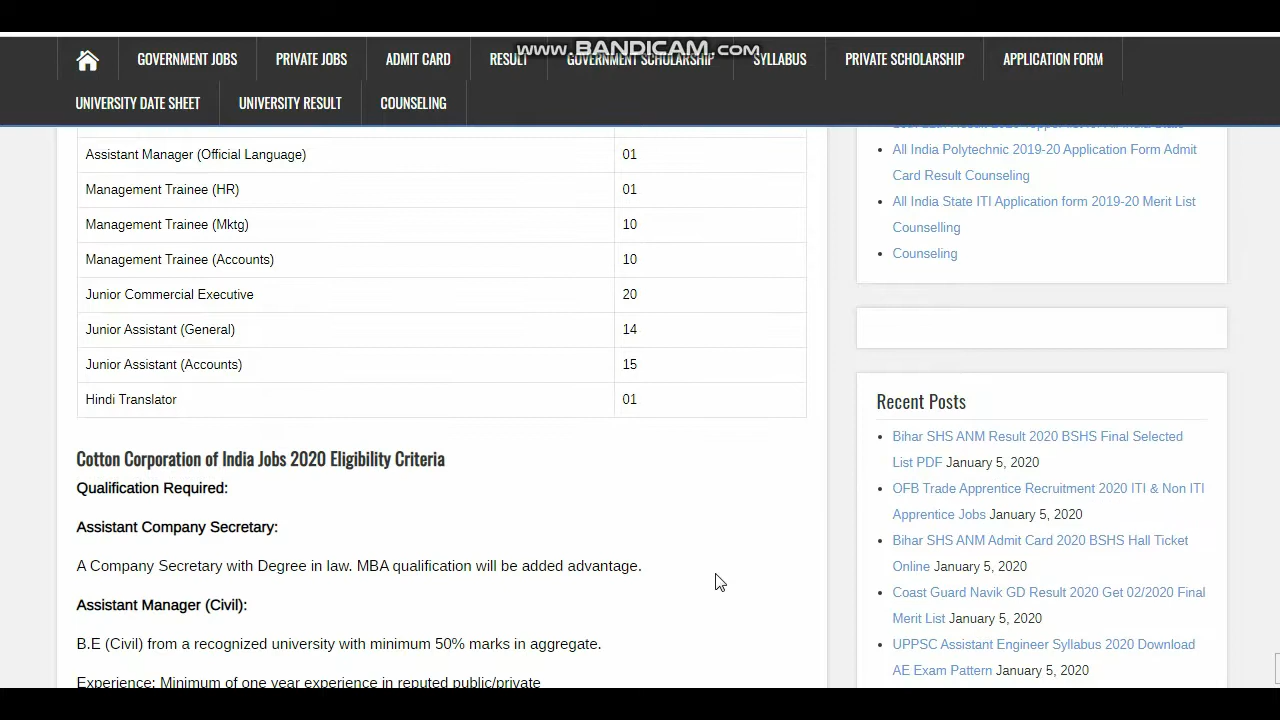 www.BANDICAM.com
GOVERNMENT JOBS PRIVATE JOBS ADMIT CARD RESULT GOVERNMENT SCHOLARSHIP SYLLABUS PRIVATE SCHOLARSHIP APPLICATION FORM
UNIVERSITY DATE SHEET UNIVERSITY RESULT COUNSELING
Assistant Manager (Official Language) 01
Management Trainee (HR) 01
Management Trainee (Mktg) 10
Management Trainee (Accounts) 10
Junior Commercial Executive 20
Junior Assistant (General) 14
Junior Assistant (Accounts) 15
Hindi Translator 01
Cotton Corporation of India Jobs 2020 Eligibility Criteria
Qualification Required:
Assistant Company Secretary:
A Company Secretary with Degree in law. MBA qualification will be added advantage.
Assistant Manager (Civil):
B.E (Civil) from a recognized university with minimum 50% marks in aggregate.
Experience: Minimum of one year experience in reputed public/private
All India Polytechnic 2019-20 Application Form Admit
Card Result Counseling
All India State ITI Application form 2019-20 Merit List
Counselling
Counseling
Recent Posts
Bihar SHS ANM Result 2020 BSHS Final Selected
List PDF January 5, 2020
OFB Trade Apprentice Recruitment 2020 ITI & Non ITI
Apprentice Jobs January 5, 2020
Bihar SHS ANM Admit Card 2020 BSHS Hall Ticket
Online January 5, 2020
Coast Guard Navik GD Result 2020 Get 02/2020 Final
Merit List January 5, 2020
UPPSC Assistant Engineer Syllabus 2020 Download
AE Exam Pattern January 5, 2020